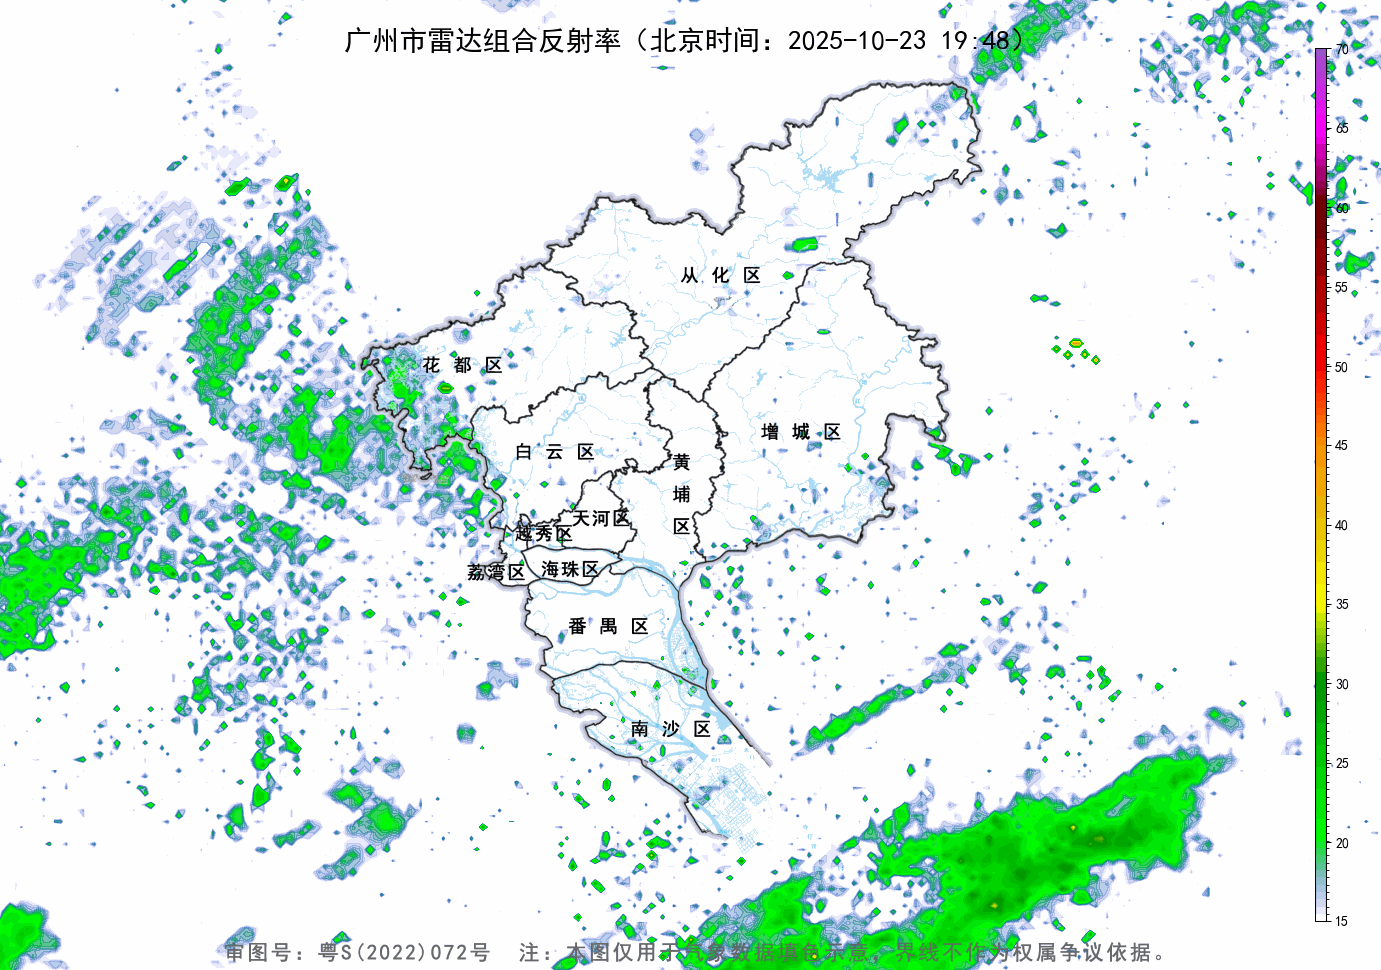 广州市雷达组合反射率（北京时间：2025-10-23 19:48）
70
65
60
55
50
45
40
35
30
25
20
15
从 化 区
花 都 区
增 城 区
白 云 区
黄
埔
区
天河区
越秀区
荔湾区
海珠区
番 禺 区
南 沙 区
审图号：粤S(2022)072号 注：本图仅用于气象数据填色示意，界线不作为权属争议依据。